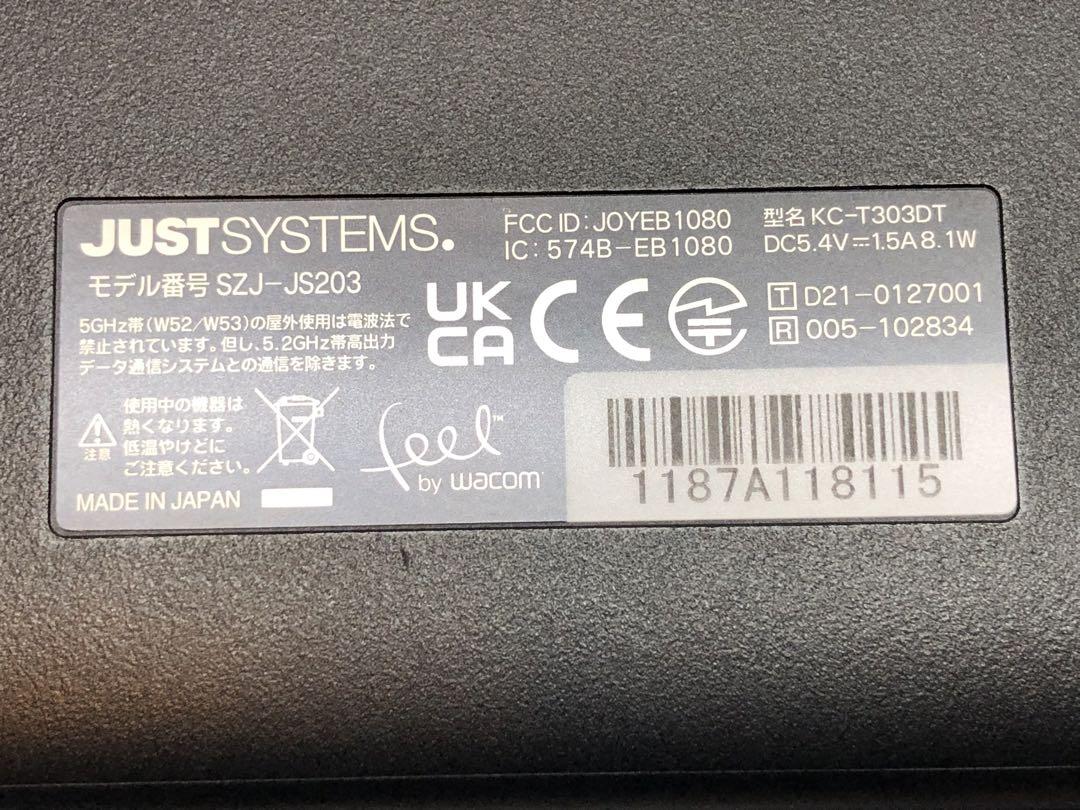 JUSTSYSTEMS.
モデル番号 SZJ-JS203
FCC ID: JOYEB1080
IC: 574B-EB1080
型名 KC-T303DT
DC5.4V⎓1.5A 8.1W
5GHz帯(W52/W53)の屋外使用は電波法で
禁止されています。但し、5.2GHz帯高出力
データ通信システムとの通信を除きます。
UK
CA
CE
T D21-0127001
R 005-102834
注意
使用中の機器は
熱くなります。
低温やけどに
ご注意ください。
feel™
by wacom
MADE IN JAPAN
1187A118115